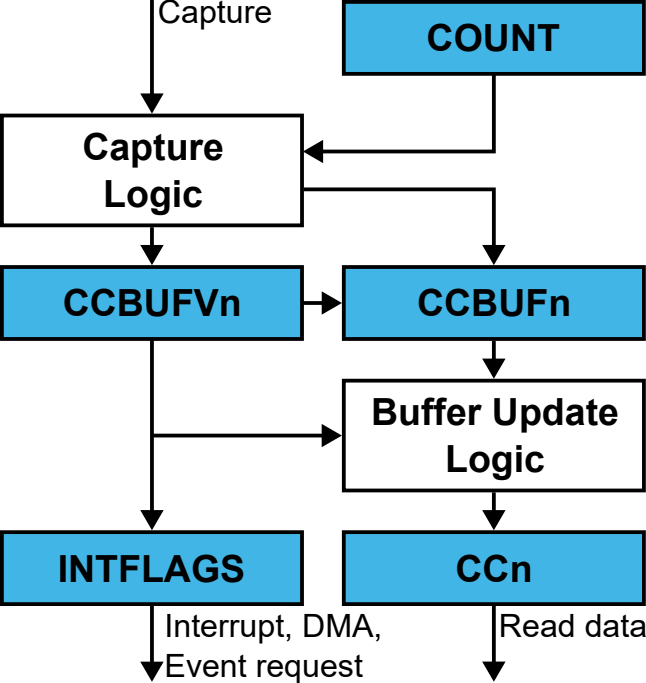 Capture
COUNT
Capture
Logic
CCBUFVn
CCBUFn
Buffer Update
Logic
INTFLAGS
CCn
Interrupt, DMA,
Event request
Read data